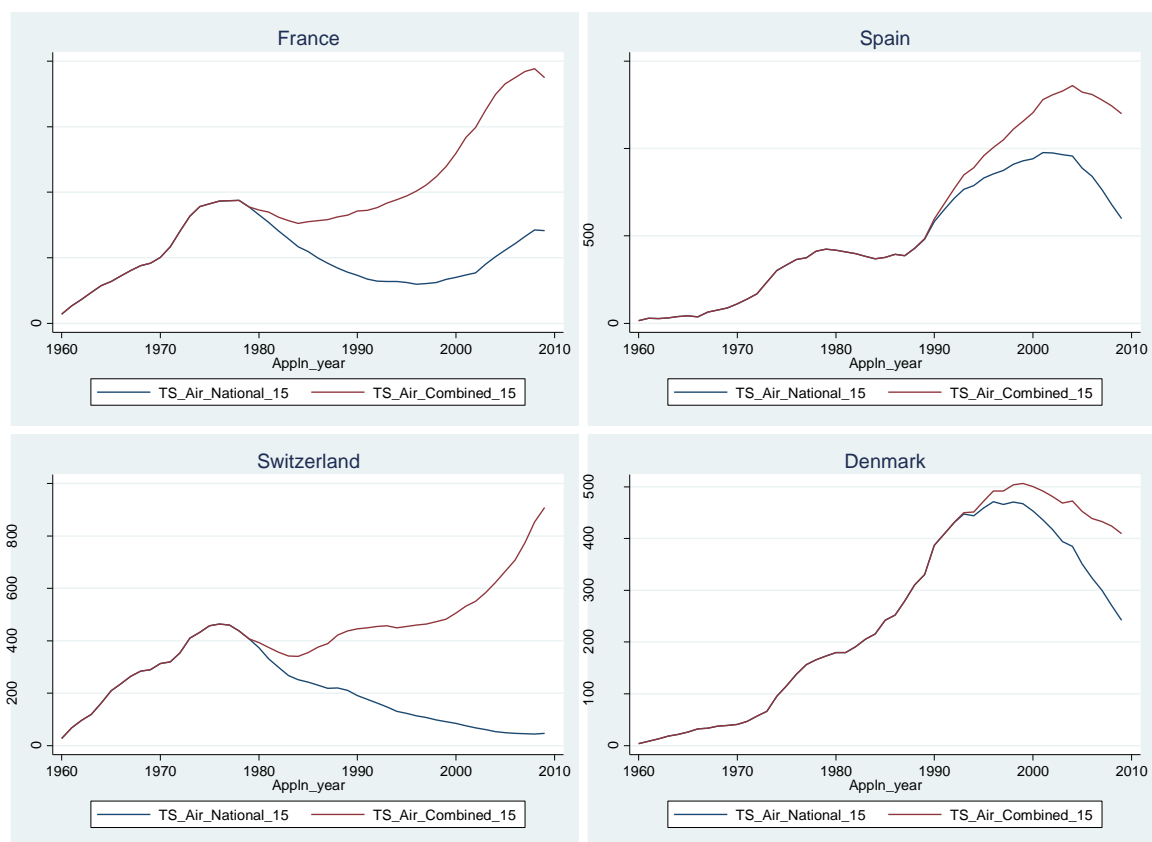 France
0
1960 1970 1980 1990 2000 2010
Appln_year
TS_Air_National_15 TS_Air_Combined_15
Spain
500
0
1960 1970 1980 1990 2000 2010
Appln_year
TS_Air_National_15 TS_Air_Combined_15
Switzerland
800
600
400
200
0
1960 1970 1980 1990 2000 2010
Appln_year
TS_Air_National_15 TS_Air_Combined_15
Denmark
500
400
300
200
100
0
1960 1970 1980 1990 2000 2010
Appln_year
TS_Air_National_15 TS_Air_Combined_15